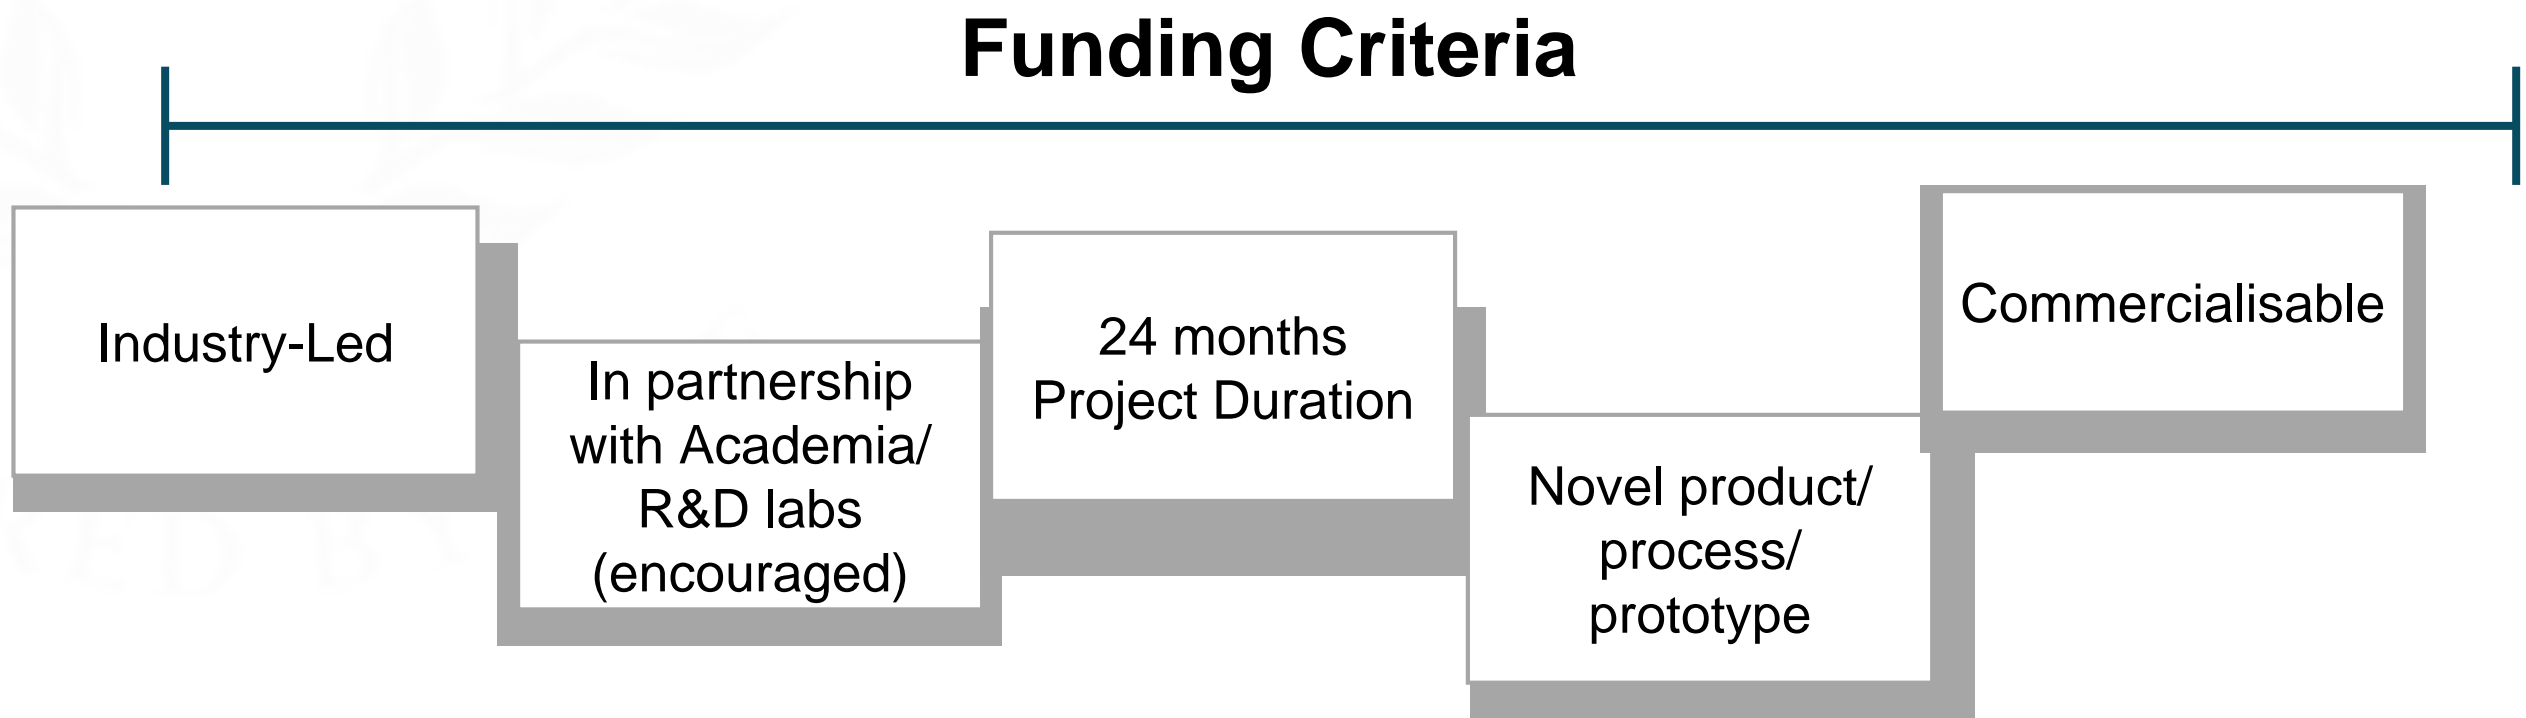 Funding Criteria
Industry-Led
In partnership
with Academia/
R&D labs
(encouraged)
24 months
Project Duration
Novel product/
process/
prototype
Commercialisable